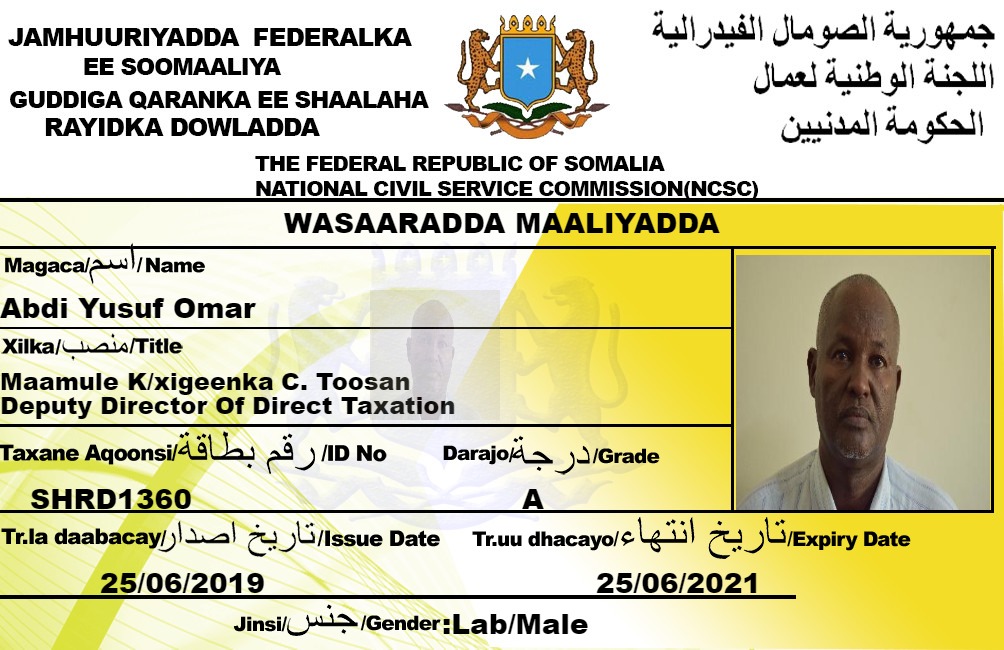 JAMHUURIYADDA FEDERALKA
EE SOOMAALIYA
GUDDIGA QARANKA EE SHAALAHA
RAYIDKA DOWLADDA
جمهورية الصومال الفيدرالية
اللجنة الوطنية لعمال
الحكومة المدنيين
THE FEDERAL REPUBLIC OF SOMALIA
NATIONAL CIVIL SERVICE COMMISSION(NCSC)
WASAARADDA MAALIYADDA
Magaca/اسم/Name
Abdi Yusuf Omar
Xilka/منصب/Title
Maamule K/xigeenka C. Toosan
Deputy Director Of Direct Taxation
Taxane Aqoonsi/رقم بطاقة/ID No
Darajo/درجة/Grade
SHRD1360
A
Tr.la daabacay/تاريخ اصدار/Issue Date
Tr.uu dhacayo/تاريخ انتهاء/Expiry Date
25/06/2019
25/06/2021
Jinsi/جنس/Gender:Lab/Male